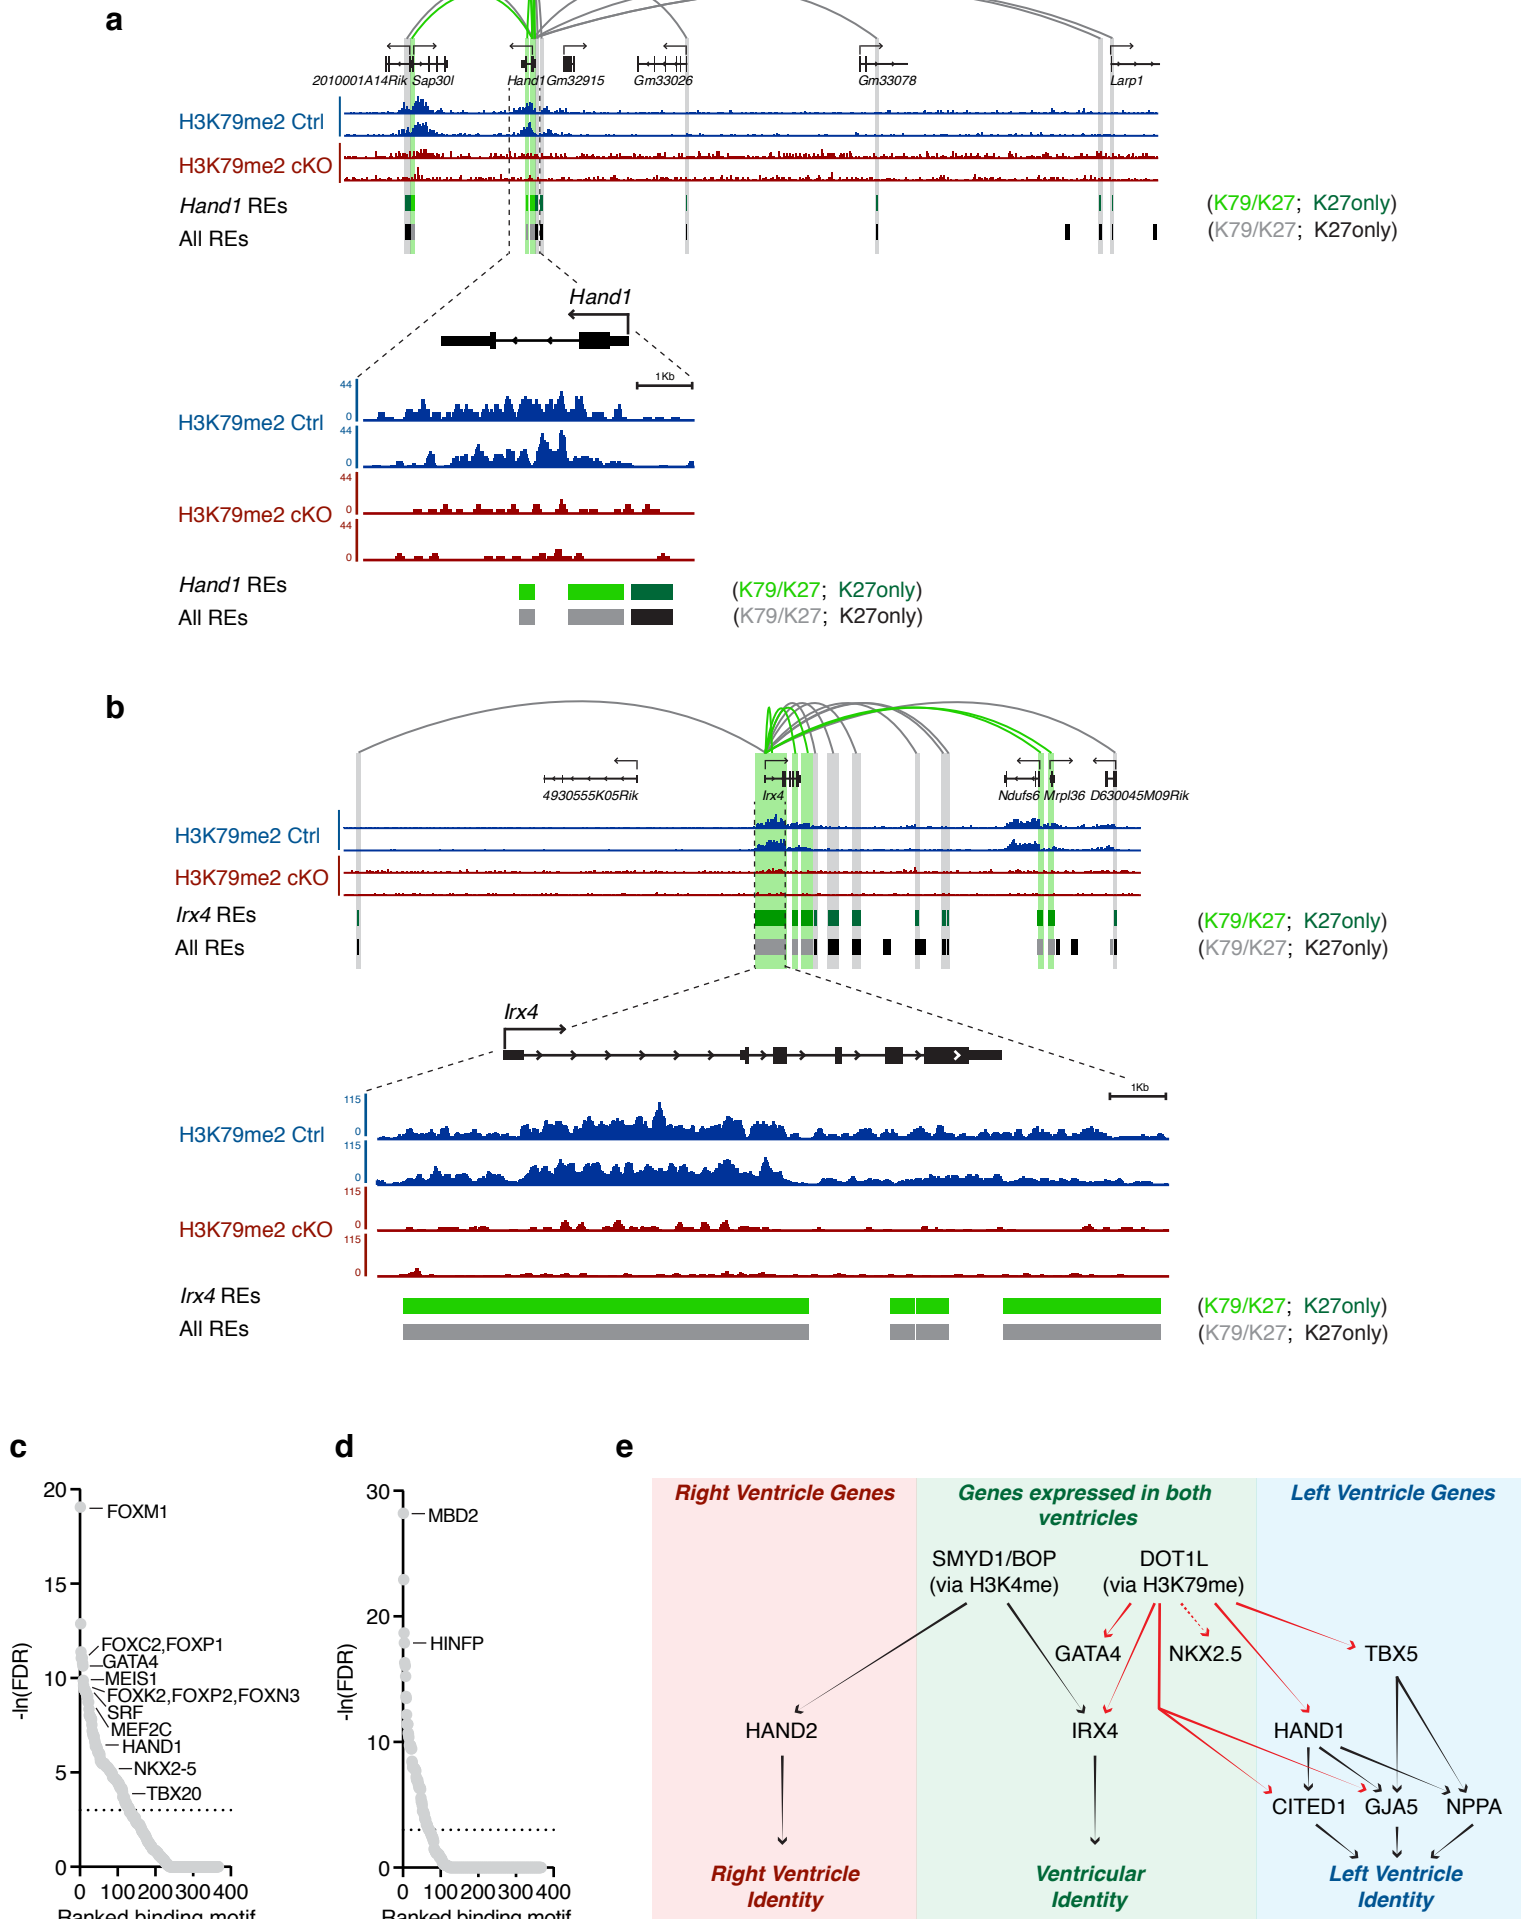 a
2010001A14Rik Sap30l Hand1 Gm32915 Gm33026 Gm33078 Larp1
H3K79me2 Ctrl
H3K79me2 cKO
Hand1 REs (K79/K27; K27only)
All REs (K79/K27; K27only)
Hand1
1Kb
44
0
H3K79me2 Ctrl
44
0
44
0
H3K79me2 cKO
44
0
Hand1 REs (K79/K27; K27only)
All REs (K79/K27; K27only)
b
4930555K05Rik Irx4 Ndufs6 Mrpl36 D630045M09Rik
H3K79me2 Ctrl
H3K79me2 cKO
Irx4 REs (K79/K27; K27only)
All REs (K79/K27; K27only)
Irx4
1Kb
115
0
H3K79me2 Ctrl
115
0
115
0
H3K79me2 cKO
115
0
Irx4 REs (K79/K27; K27only)
All REs (K79/K27; K27only)
c
-ln(FDR)
20
15
10
5
0
FOXM1
FOXC2,FOXP1
GATA4
MEIS1
FOXK2,FOXP2,FOXN3
SRF
MEF2C
HAND1
NKX2-5
TBX20
0 100 200 300 400
Ranked binding motif
d
-ln(FDR)
30
20
10
0
MBD2
HINFP
0 100 200 300 400
Ranked binding motif
e
Right Ventricle Genes
Genes expressed in both
ventricles
Left Ventricle Genes
SMYD1/BOP
(via H3K4me)
DOT1L
(via H3K79me)
GATA4 NKX2.5 TBX5
HAND2 IRX4 HAND1
CITED1 GJA5 NPPA
Right Ventricle
Identity
Ventricular
Identity
Left Ventricle
Identity